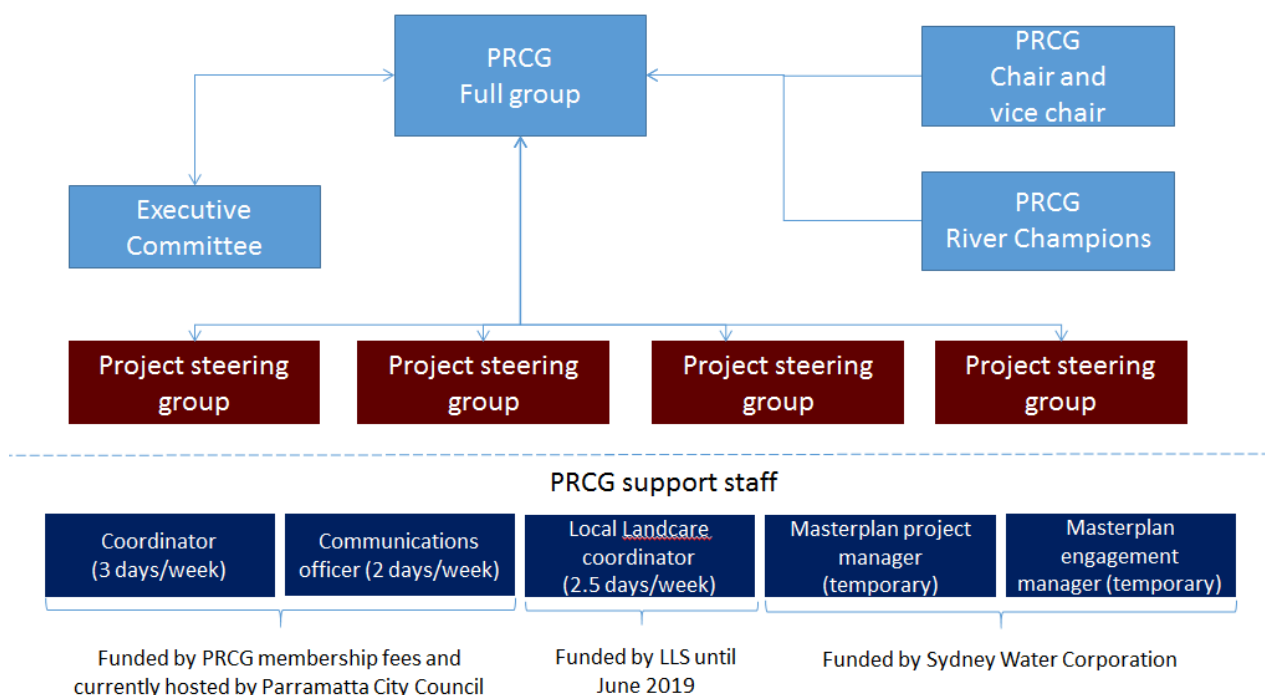 PRCG
Full group
PRCG
Chair and
vice chair
Executive
Committee
PRCG
River Champions
Project steering
group
Project steering
group
Project steering
group
Project steering
group
PRCG support staff
Coordinator
(3 days/week)
Communications
officer (2 days/week)
Local Landcare
coordinator
(2.5 days/week)
Masterplan project
manager
(temporary)
Masterplan
engagement
manager (temporary)
Funded by PRCG membership fees and
currently hosted by Parramatta City Council
Funded by LLS until
June 2019
Funded by Sydney Water Corporation